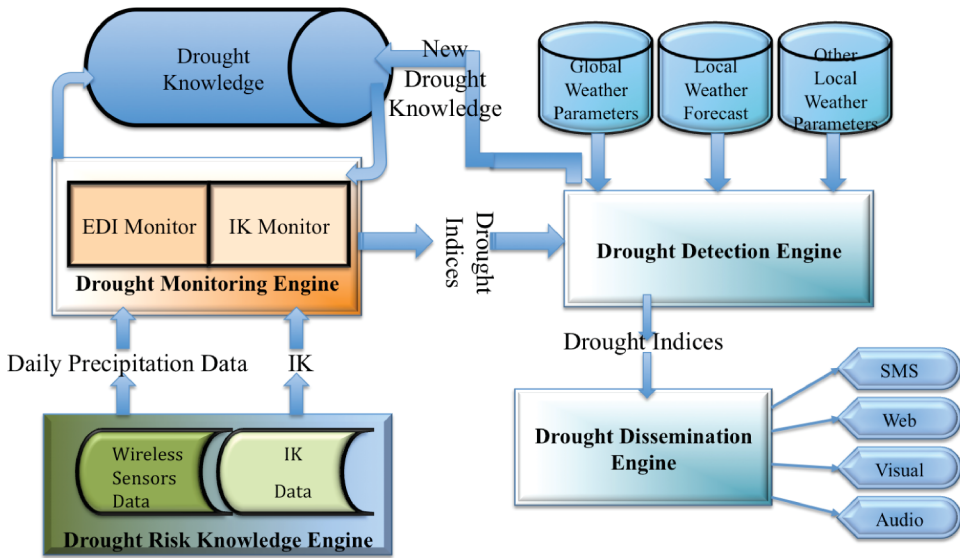 Drought
Knowledge
New
Drought
Knowledge
Global
Weather
Parameters
Local
Weather
Forecast
Other
Local
Weather
Parameters
EDI Monitor
IK Monitor
Drought Monitoring Engine
Drought
Indices
Drought Detection Engine
Daily Precipitation Data
IK
Drought Indices
Wireless
Sensors
Data
IK
Data
Drought Risk Knowledge Engine
Drought Dissemination
Engine
SMS
Web
Visual
Audio